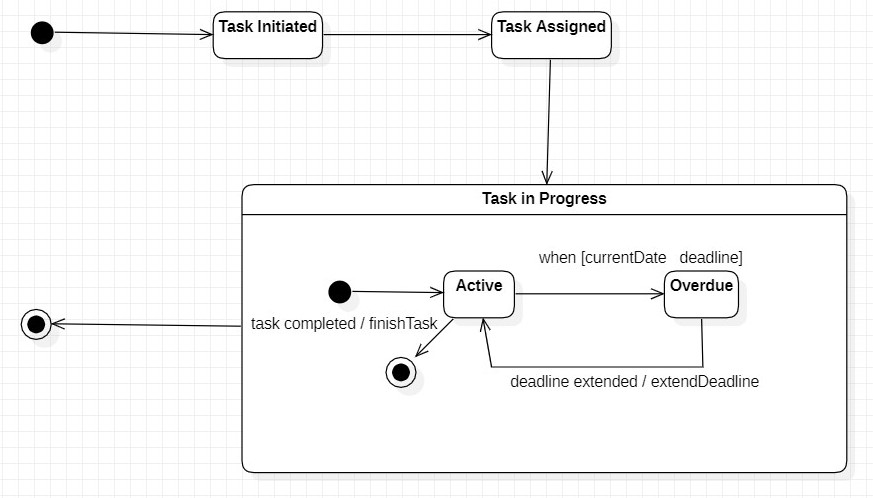 Task Initiated
Task Assigned
Task in Progress
when [currentDate   deadline]
Active
Overdue
task completed / finishTask
deadline extended / extendDeadline